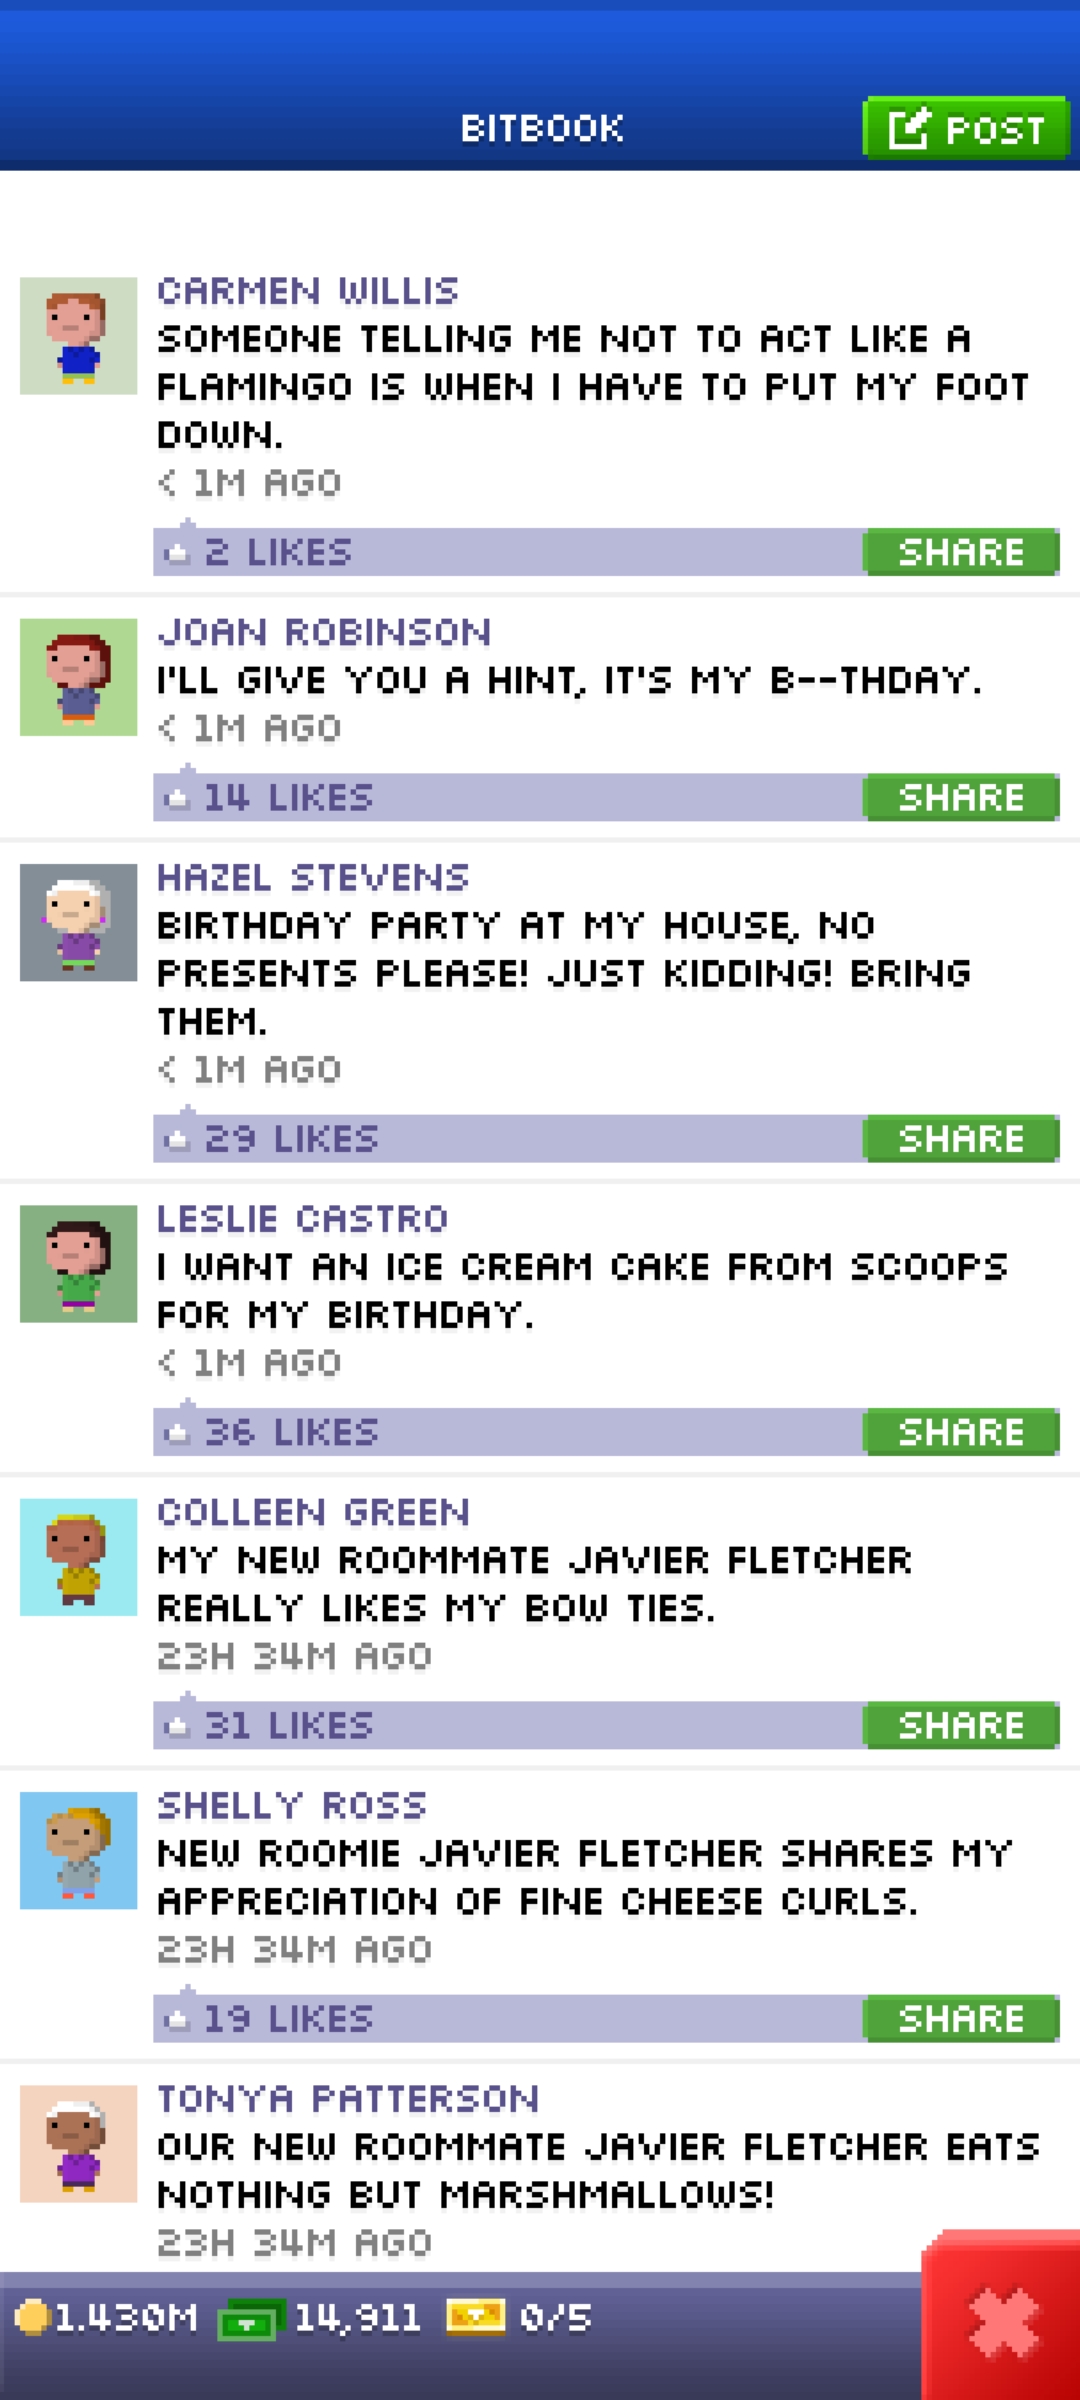 BITBOOK
POST
CARMEN WILLIS
SOMEONE TELLING ME NOT TO ACT LIKE A
FLAMINGO IS WHEN I HAVE TO PUT MY FOOT
DOWN.
< 1M AGO
2 LIKES
SHARE
JOAN ROBINSON
I'LL GIVE YOU A HINT, IT'S MY B--THDAY.
< 1M AGO
14 LIKES
SHARE
HAZEL STEVENS
BIRTHDAY PARTY AT MY HOUSE, NO
PRESENTS PLEASE! JUST KIDDING! BRING
THEM.
< 1M AGO
29 LIKES
SHARE
LESLIE CASTRO
I WANT AN ICE CREAM CAKE FROM SCOOPS
FOR MY BIRTHDAY.
< 1M AGO
36 LIKES
SHARE
COLLEEN GREEN
MY NEW ROOMMATE JAVIER FLETCHER
REALLY LIKES MY BOW TIES.
23H 34M AGO
31 LIKES
SHARE
SHELLY ROSS
NEW ROOMIE JAVIER FLETCHER SHARES MY
APPRECIATION OF FINE CHEESE CURLS.
23H 34M AGO
19 LIKES
SHARE
TONYA PATTERSON
OUR NEW ROOMMATE JAVIER FLETCHER EATS
NOTHING BUT MARSHMALLOWS!
23H 34M AGO
1.430M 14,911 0/5